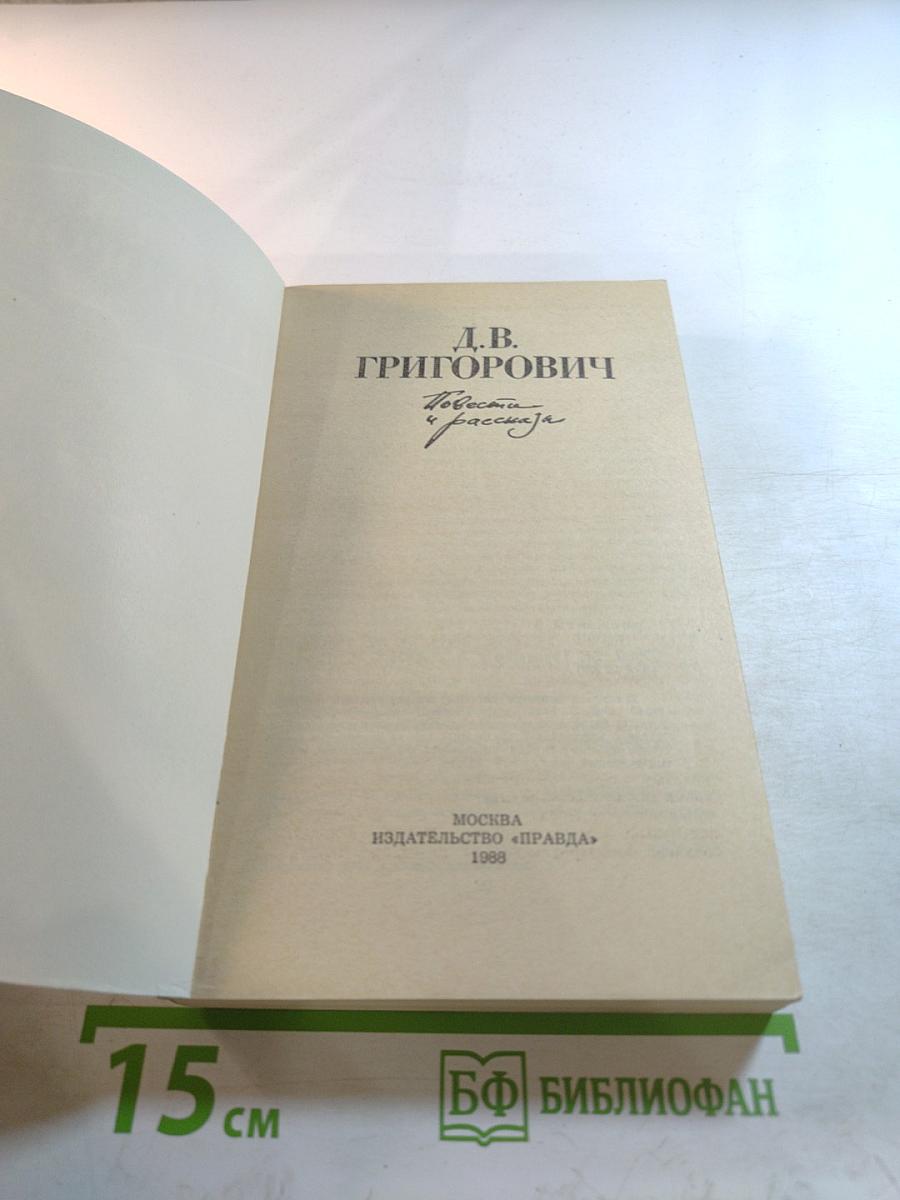 Д.В.
ГРИГОРОВИЧ
Повести
и рассказы
МОСКВА
ИЗДАТЕЛЬСТВО «ПРАВДА»
1988
15 см
БФ БИБЛИОФАН